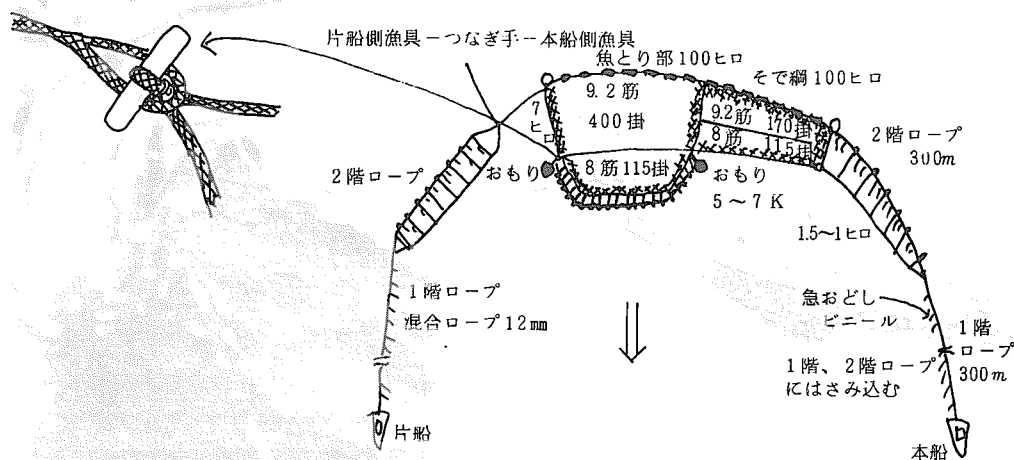 片船側漁具－つなぎ手－本船側漁具
魚とり部100ヒロ
そで綱100ヒロ
9.2筋
400掛
7
ヒロ
9.2筋 170掛
8筋 115掛
2階ロープ
300m
2階ロープ
おもり
8筋115掛
おもり
5～7K
1.5~1ヒロ
1階ロープ
混合ロープ12mm
急おどし
ビニール
1階
ロープ
300m
1階、2階ロープ
にはさみ込む
片船
本船